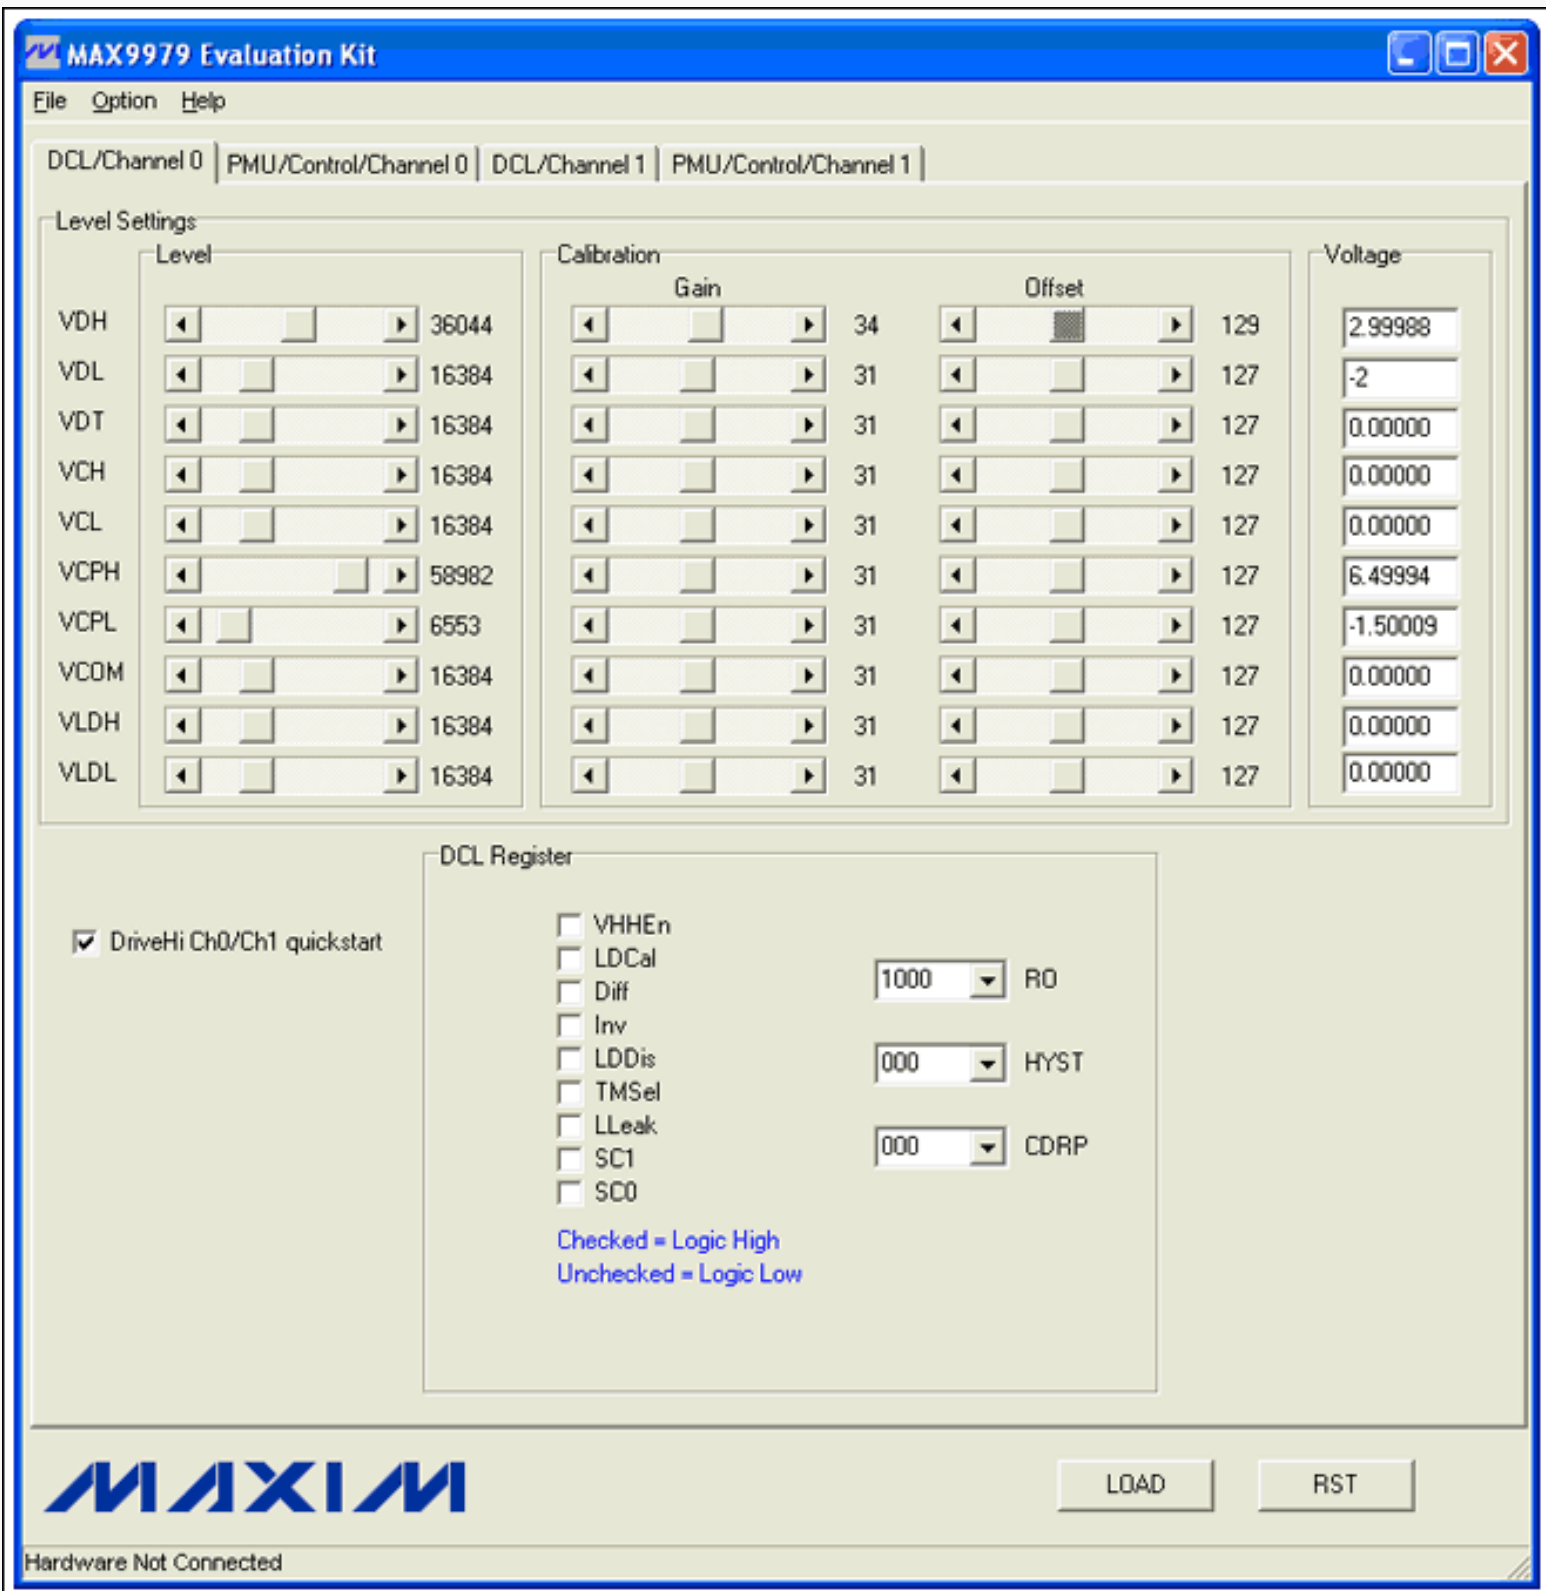 MAX9979 Evaluation Kit
File Option Help
DCL/Channel 0 PMU/Control/Channel 0 DCL/Channel 1 PMU/Control/Channel 1
Level Settings
Level Calibration Voltage
Gain Offset
VDH 36044 34 129 2.99988
VDL 16384 31 127 -2
VDT 16384 31 127 0.00000
VCH 16384 31 127 0.00000
VCL 16384 31 127 0.00000
VCPH 58982 31 127 6.49994
VCPL 6553 31 127 -1.50009
VCOM 16384 31 127 0.00000
VLDH 16384 31 127 0.00000
VLDL 16384 31 127 0.00000
DCL Register
DriveHi Ch0/Ch1 quickstart
VHHEn
LDCal
Diff
Inv
LDDis
TMSel
LLeak
SC1
SC0
1000 RO
000 HYST
000 CDRP
Checked = Logic High
Unchecked = Logic Low
MAXIM
LOAD RST
Hardware Not Connected